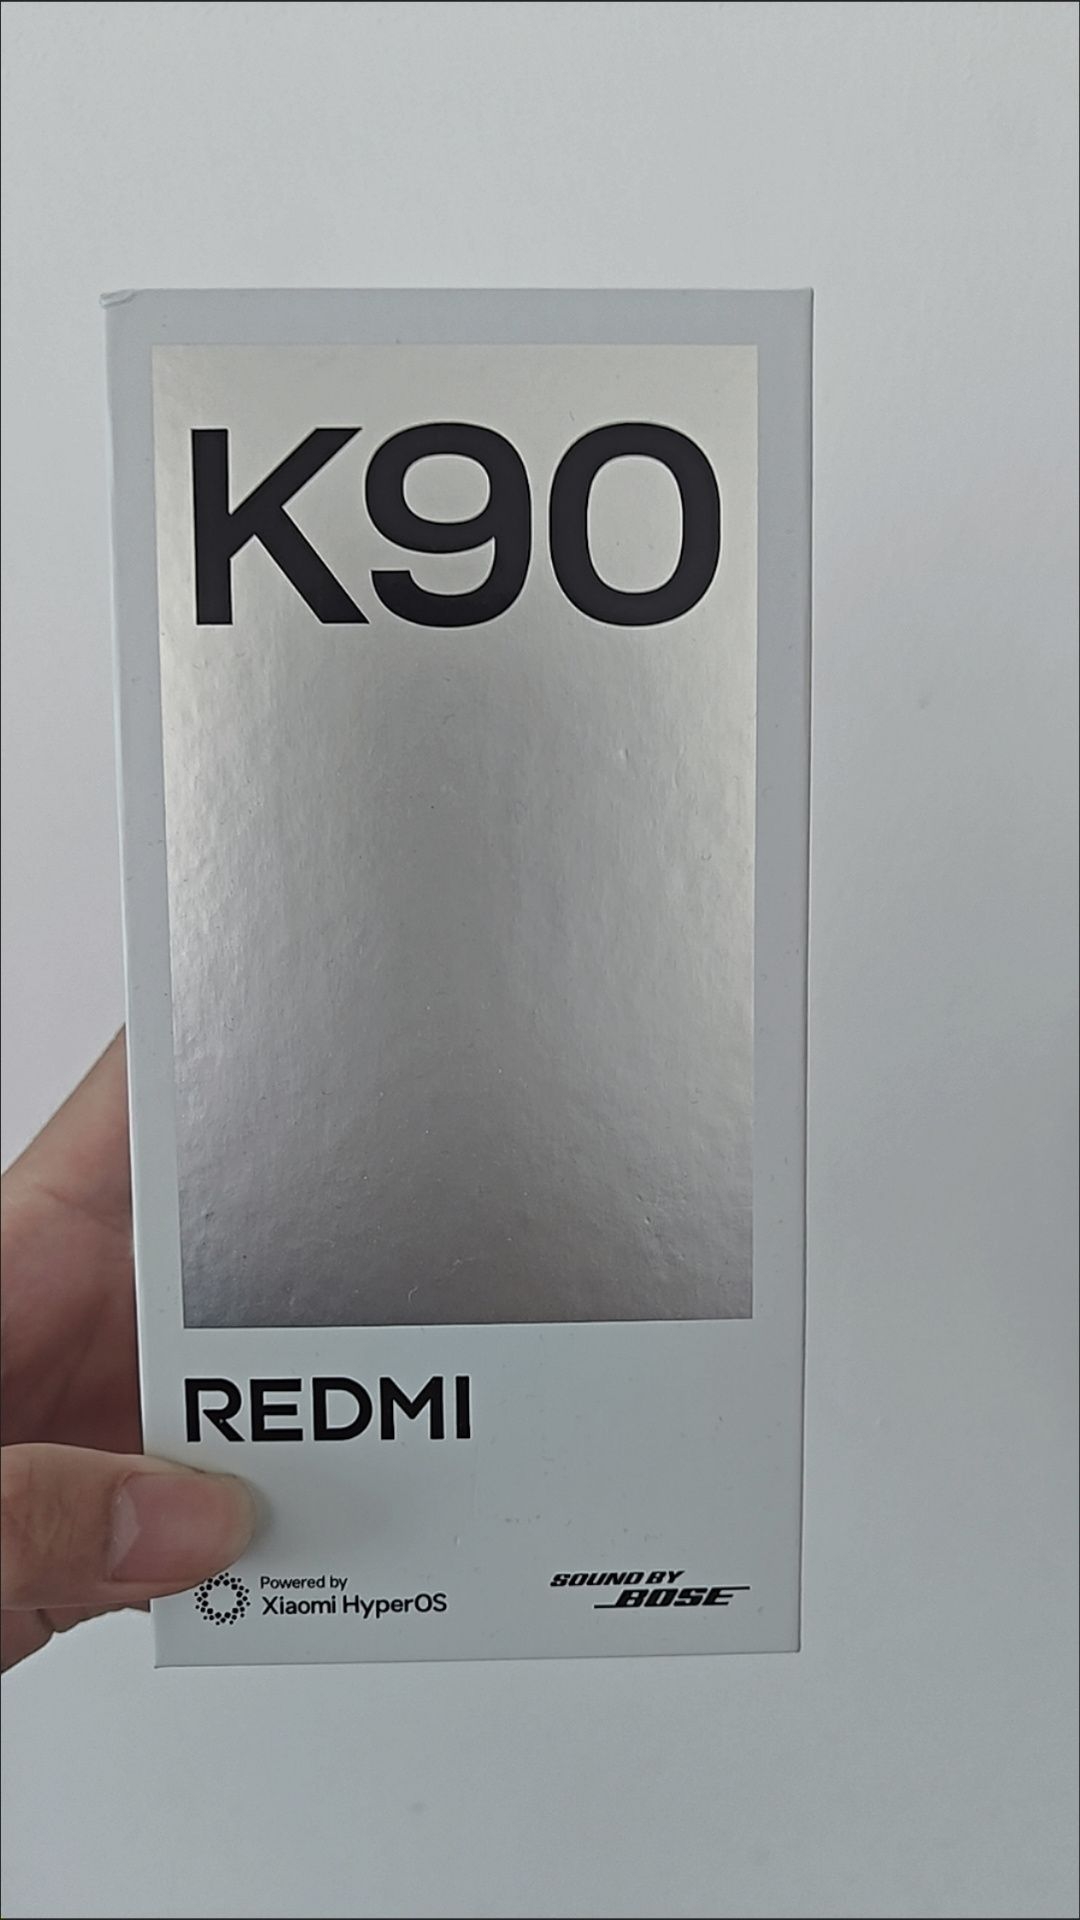 K90
REDMI
Powered by
Xiaomi HyperOS
SOUND BY
BOSE